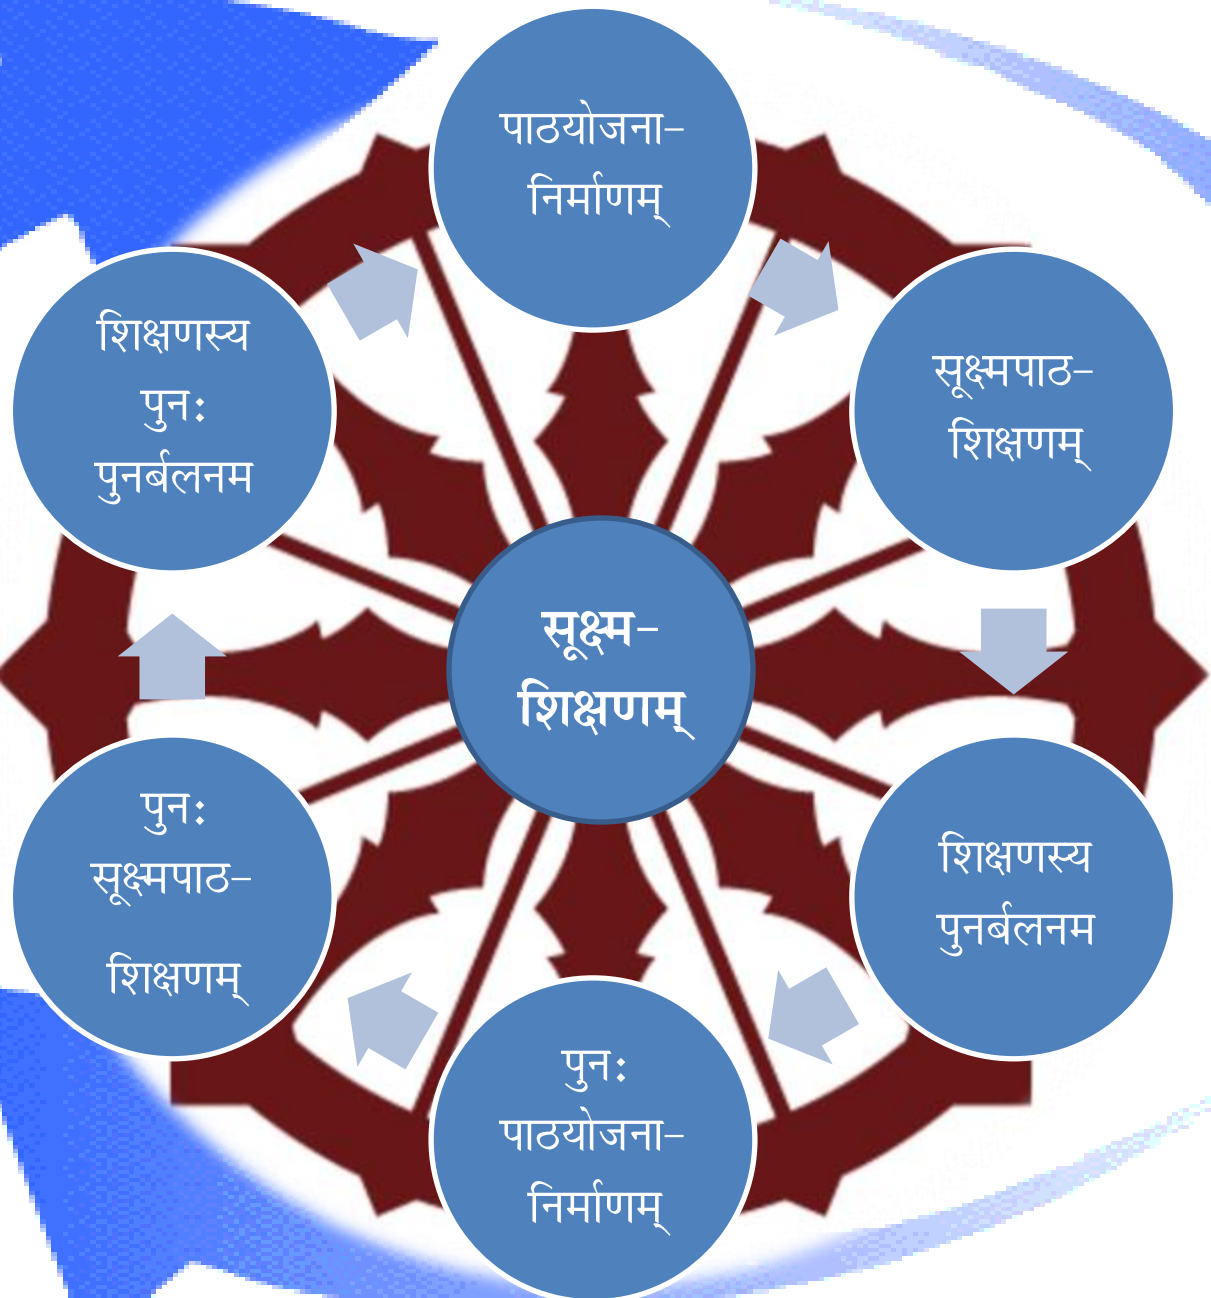 पाठयोजना-
निर्माणम्
सूक्ष्मपाठ-
शिक्षणम्
शिक्षणस्य
पुनर्बलनम
पुनः
पाठयोजना-
निर्माणम्
पुनः
सूक्ष्मपाठ-
शिक्षणम्
शिक्षणस्य
पुनः
पुनर्बलनम
सूक्ष्म-
शिक्षणम्